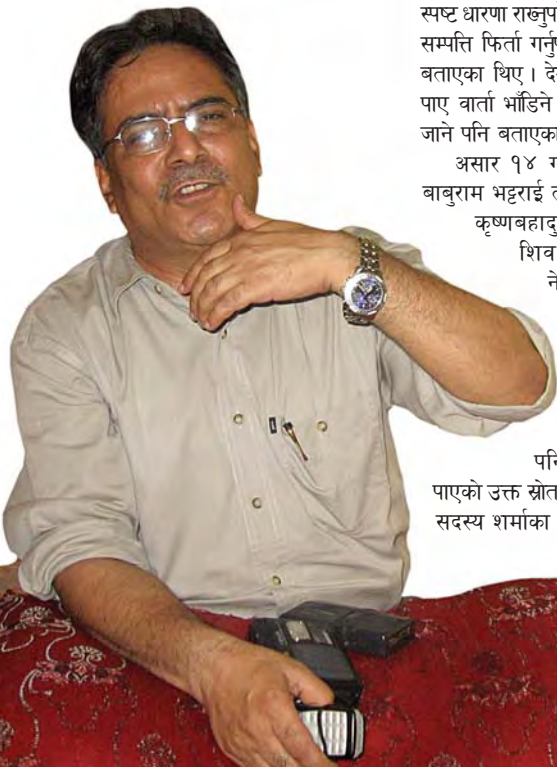 स्पष्ट धारणा राख्नुप
सम्पत्ति फिर्ता गर्नुप
बताएका थिए । दे
पाए वार्ता भाँडिने
जाने पनि बताएका
असार १४ ग
बाबुराम भट्टराई त
कृष्णबहादु
शिव
ने
पनि
पाएको उक्त स्रोत
सदस्य शर्माका